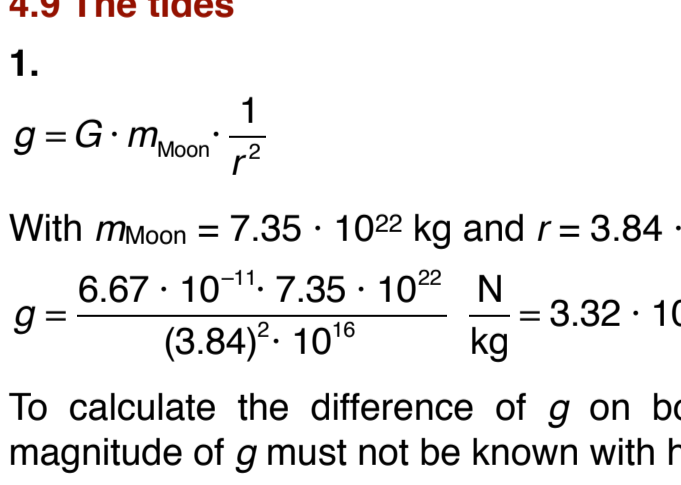 4.9 The tides
1.
g = G · m_Moon · 1/r²
With m_Moon = 7.35 · 10²² kg and r = 3.84 ·
g = (6.67 · 10⁻¹¹ · 7.35 · 10²²)/((3.84)² · 10¹⁶) N/kg = 3.32 ·
To calculate the difference of g on
magnitude of g must not be known with